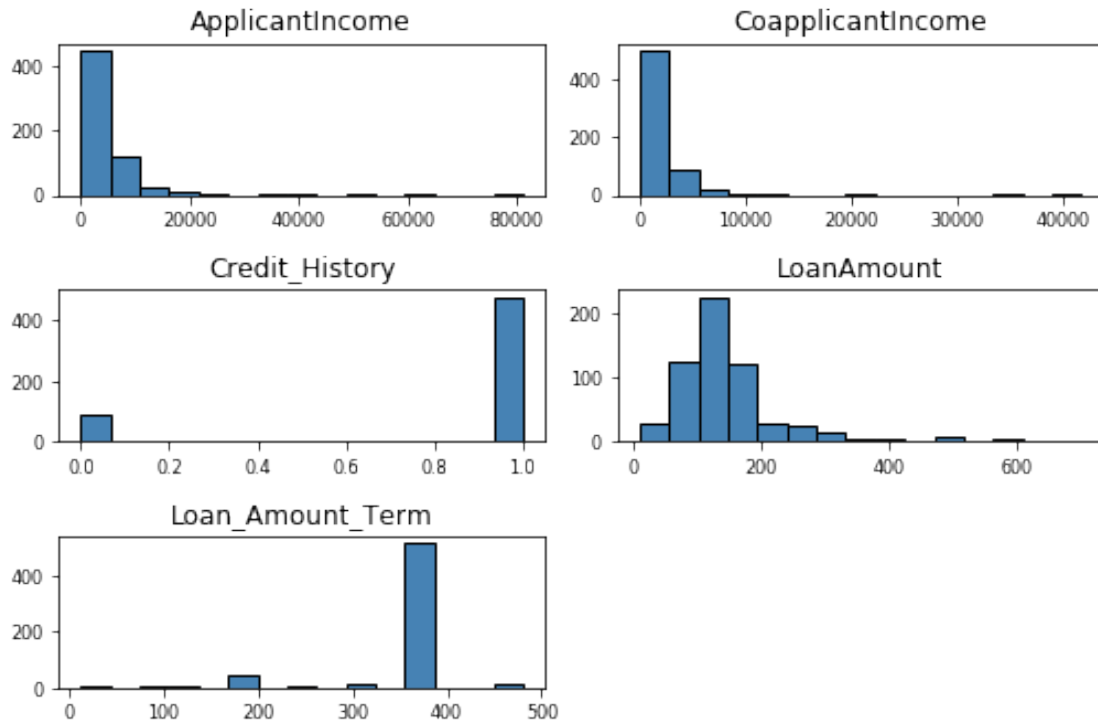 ApplicantIncome
400
200
0
0 20000 40000 60000 80000
CoapplicantIncome
400
200
0
0 10000 20000 30000 40000
Credit_History
400
200
0
0.0 0.2 0.4 0.6 0.8 1.0
LoanAmount
200
100
0
0 200 400 600
Loan_Amount_Term
400
200
0
0 100 200 300 400 500